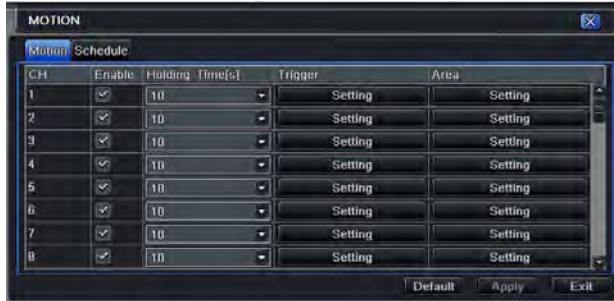 MOTION
Motion Schedule
CH Enable Holding Time[s] Trigger Area
1 10 Setting Setting
2 10 Setting Setting
3 10 Setting Setting
4 10 Setting Setting
5 10 Setting Setting
6 10 Setting Setting
7 10 Setting Setting
8 10 Setting Setting
Default Apply Exit